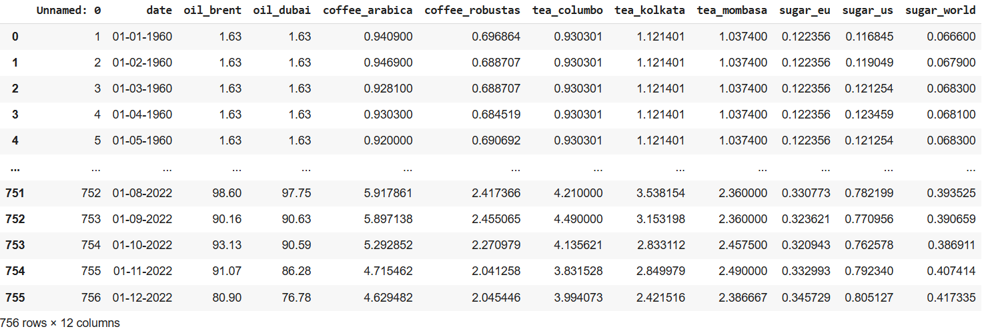 Unnamed: 0 date oil_brent oil_dubai coffee_arabica coffee_robustas tea_columbo tea_kolkata tea_mombasa sugar_eu sugar_us sugar_world
0 1 01-01-1960 1.63 1.63 0.940900 0.696864 0.930301 1.121401 1.037400 0.122356 0.116845 0.066600
1 2 01-02-1960 1.63 1.63 0.946900 0.688707 0.930301 1.121401 1.037400 0.122356 0.119049 0.067900
2 3 01-03-1960 1.63 1.63 0.928100 0.688707 0.930301 1.121401 1.037400 0.122356 0.121254 0.068300
3 4 01-04-1960 1.63 1.63 0.930300 0.684519 0.930301 1.121401 1.037400 0.122356 0.123459 0.068100
4 5 01-05-1960 1.63 1.63 0.920000 0.690692 0.930301 1.121401 1.037400 0.122356 0.121254 0.068300
... ... ... ... ... ... ... ... ... ... ... ... ...
751 752 01-08-2022 98.60 97.75 5.917861 2.417366 4.210000 3.538154 2.360000 0.330773 0.782199 0.393525
752 753 01-09-2022 90.16 90.63 5.897138 2.455065 4.490000 3.153198 2.360000 0.323621 0.770956 0.390659
753 754 01-10-2022 93.13 90.59 5.292852 2.270979 4.135621 2.833112 2.457500 0.320943 0.762578 0.386911
754 755 01-11-2022 91.07 86.28 4.715462 2.041258 3.831528 2.849979 2.490000 0.332993 0.792340 0.407414
755 756 01-12-2022 80.90 76.78 4.629482 2.045446 3.994073 2.421516 2.386667 0.345729 0.805127 0.417335
756 rows × 12 columns